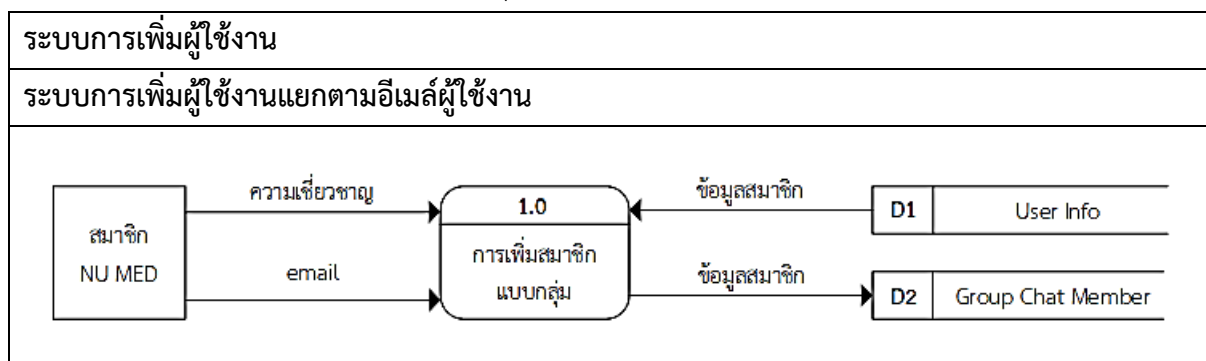 ระบบการเพิ่มผู้ใช้งาน
ระบบการเพิ่มผู้ใช้งานแยกตามอีเมล์ผู้ใช้งาน
สมาชิก
NU MED
ความเชี่ยวชาญ
email
1.0
การเพิ่มสมาชิก
แบบกลุ่ม
ข้อมูลสมาชิก
ข้อมูลสมาชิก
D1 User Info
D2 Group Chat Member